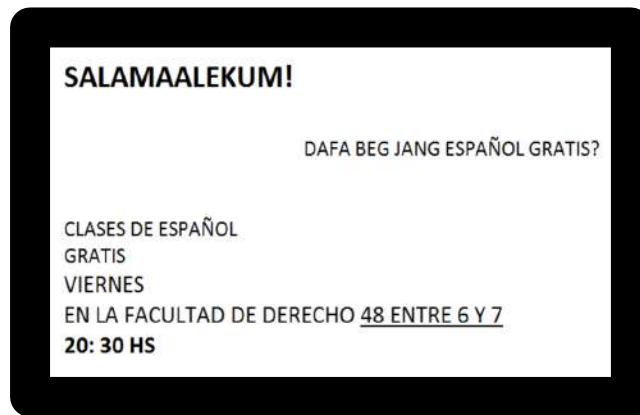 SALAMAALEKUM!
DAFA BEG JANG ESPAÑOL GRATIS?
CLASES DE ESPAÑOL
GRATIS
VIERNES
EN LA FACULTAD DE DERECHO 48 ENTRE 6 Y 7
20: 30 HS